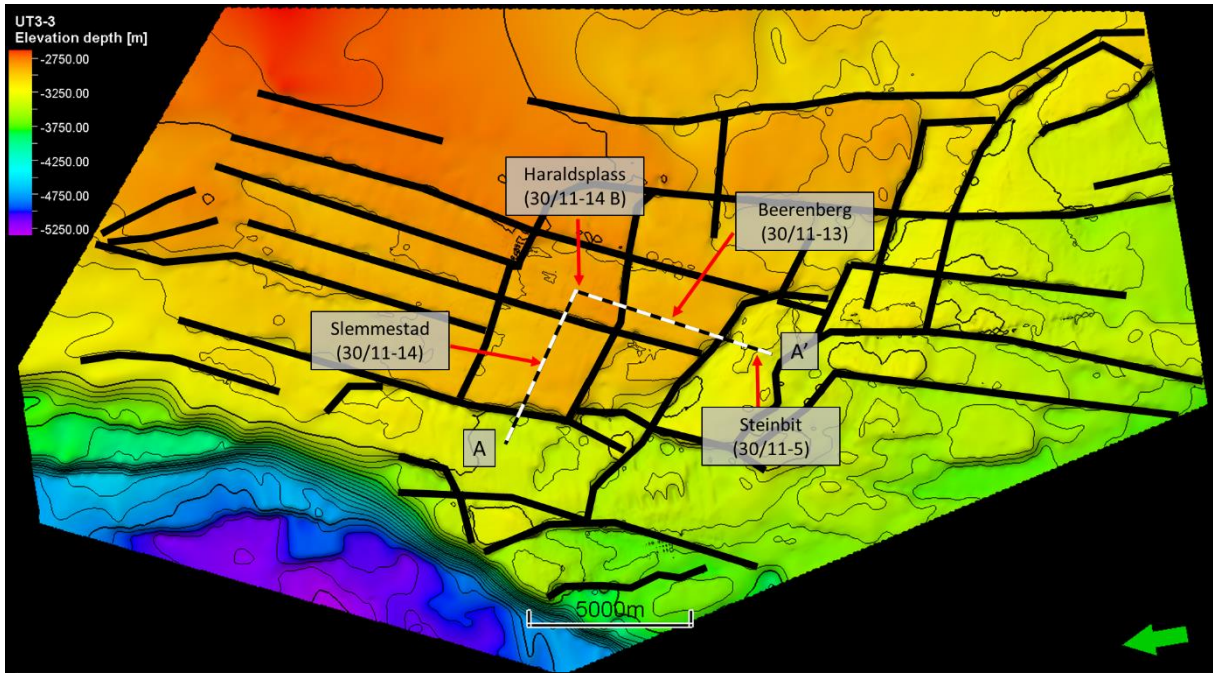 UT3-3
Elevation depth [m]
-2750.00
-3250.00
-3750.00
-4250.00
-4750.00
-5250.00
Haraldsplass
(30/11-14 B)
Beerenberg
(30/11-13)
Slemmestad
(30/11-14)
A'
A
Steinbit
(30/11-5)
5000m